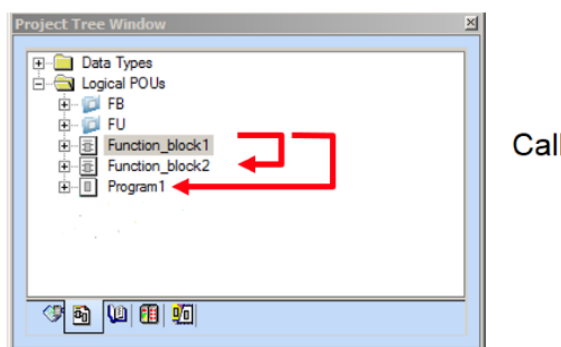 Project Tree Window
Data Types
Logical POUs
FB
FU
Function_block1
Function_block2
Program1
Call